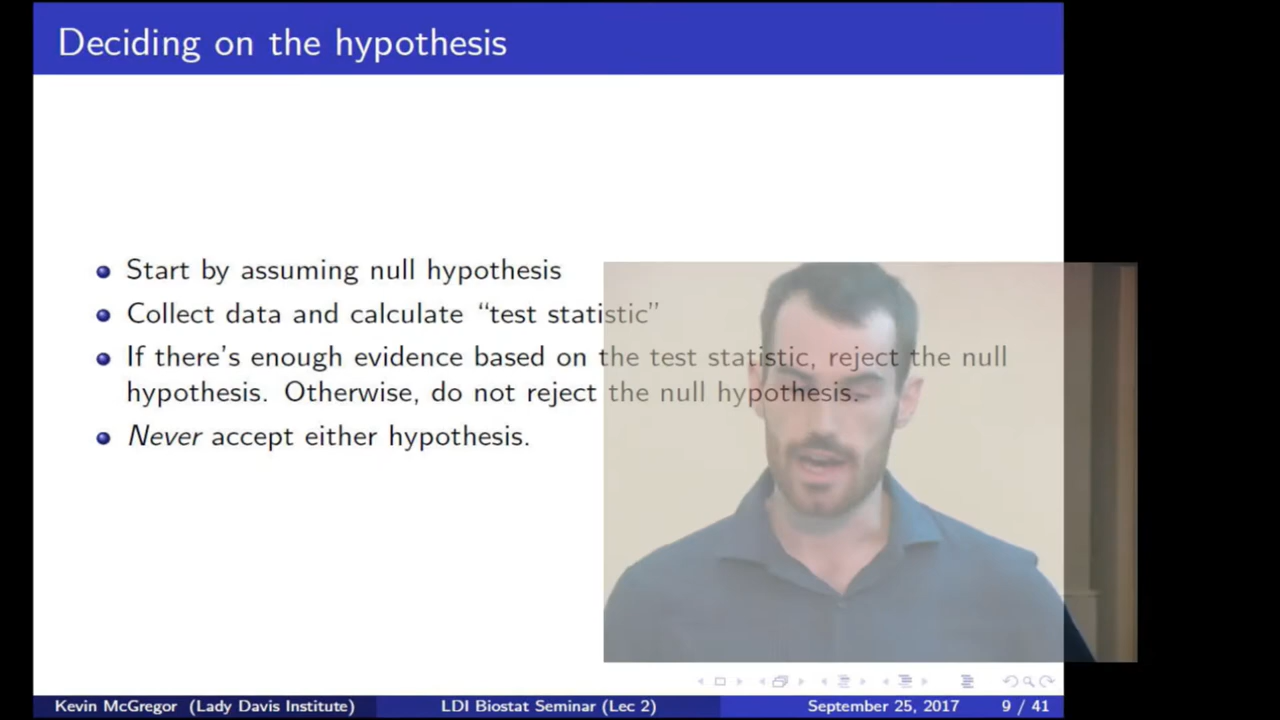 Deciding on the hypothesis
Start by assuming null hypothesis
Collect data and calculate “test statistic”
If there's enough evidence based on the test statistic, reject the null
hypothesis. Otherwise, do not reject the null hypothesis.
Never accept either hypothesis.
Kevin McGregor (Lady Davis Institute) LDI Biostat Seminar (Lec 2) September 25, 2017 9 / 41